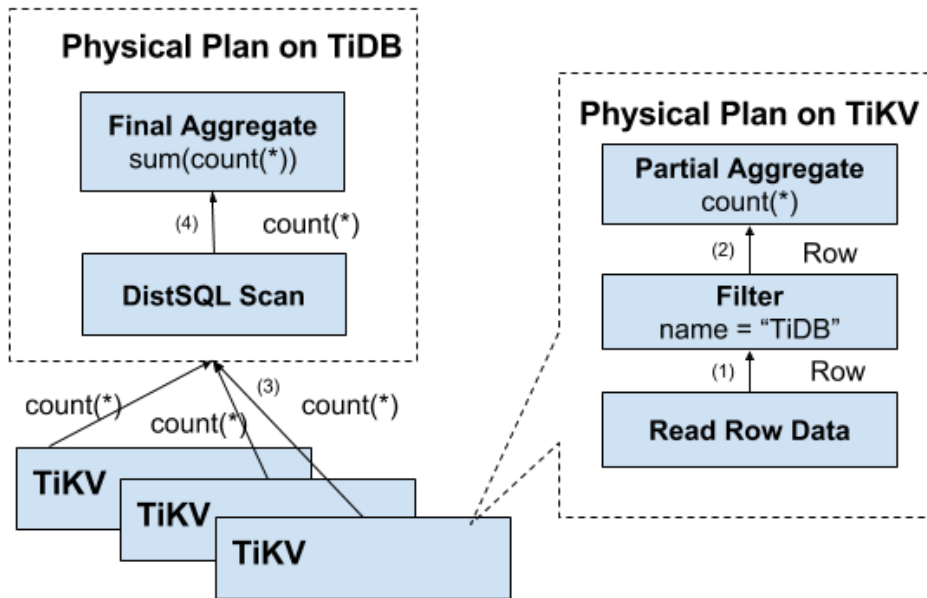 Physical Plan on TiDB
Final Aggregate
sum(count(*))
(4)
count(*)
DistSQL Scan
(3)
count(*)
count(*)
count(*)
TiKV
TiKV
TiKV
Physical Plan on TiKV
Partial Aggregate
count(*)
(2)
Row
Filter
name = “TiDB”
(1)
Row
Read Row Data